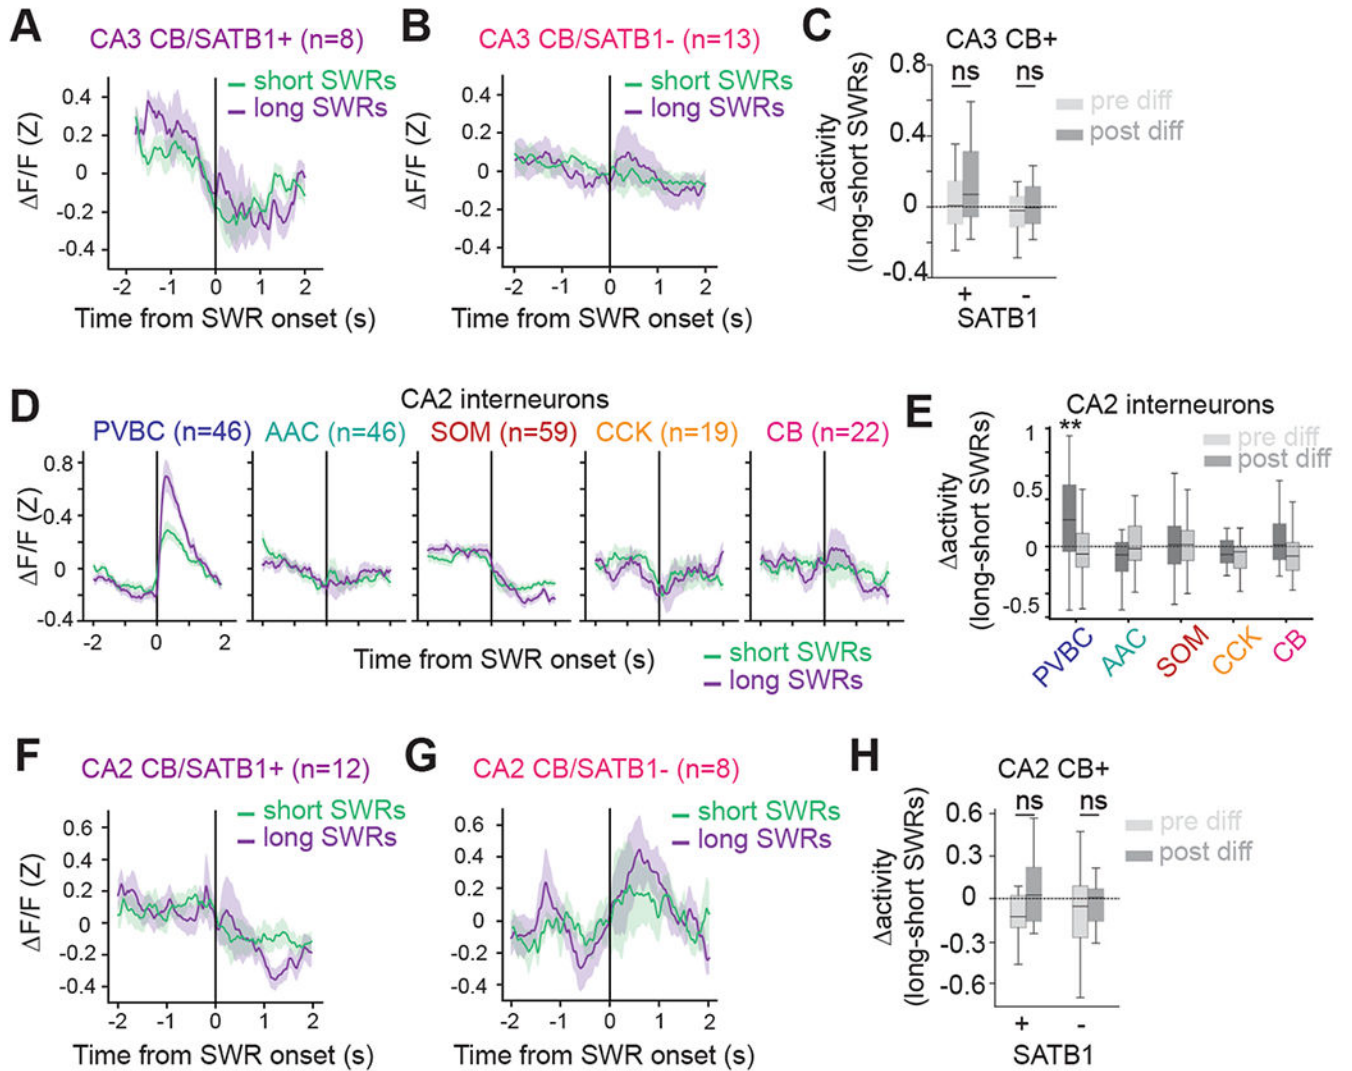 A
CA3 CB/SATB1+ (n=8)
short SWRs
long SWRs
ΔF/F (Z)
0.4
0.2
0
-0.2
-0.4
-2 -1 0 1 2
Time from SWR onset (s)
B
CA3 CB/SATB1- (n=13)
short SWRs
long SWRs
ΔF/F (Z)
0.4
0.2
0
-0.2
-0.4
-2 -1 0 1 2
Time from SWR onset (s)
C
CA3 CB+
ns ns
pre diff
post diff
Δactivity
(long-short SWRs)
0.8
0.4
0
-0.4
+ -
SATB1
D
CA2 interneurons
PVBC (n=46) AAC (n=46) SOM (n=59) CCK (n=19) CB (n=22)
ΔF/F (Z)
0.8
0.4
0
-0.4
-2 0 2
Time from SWR onset (s)
short SWRs
long SWRs
E
CA2 interneurons
**
pre diff
post diff
Δactivity
(long-short SWRs)
1
0.5
0
-0.5
PVBC AAC SOM CCK CB
F
CA2 CB/SATB1+ (n=12)
short SWRs
long SWRs
ΔF/F (Z)
0.6
0.4
0.2
0
-0.2
-0.4
-2 -1 0 1 2
Time from SWR onset (s)
G
CA2 CB/SATB1- (n=8)
short SWRs
long SWRs
ΔF/F (Z)
0.6
0.4
0.2
0
-0.2
-0.4
-2 -1 0 1 2
Time from SWR onset (s)
H
CA2 CB+
ns ns
pre diff
post diff
Δactivity
(long-short SWRs)
0.6
0.3
0
-0.3
-0.6
+ -
SATB1